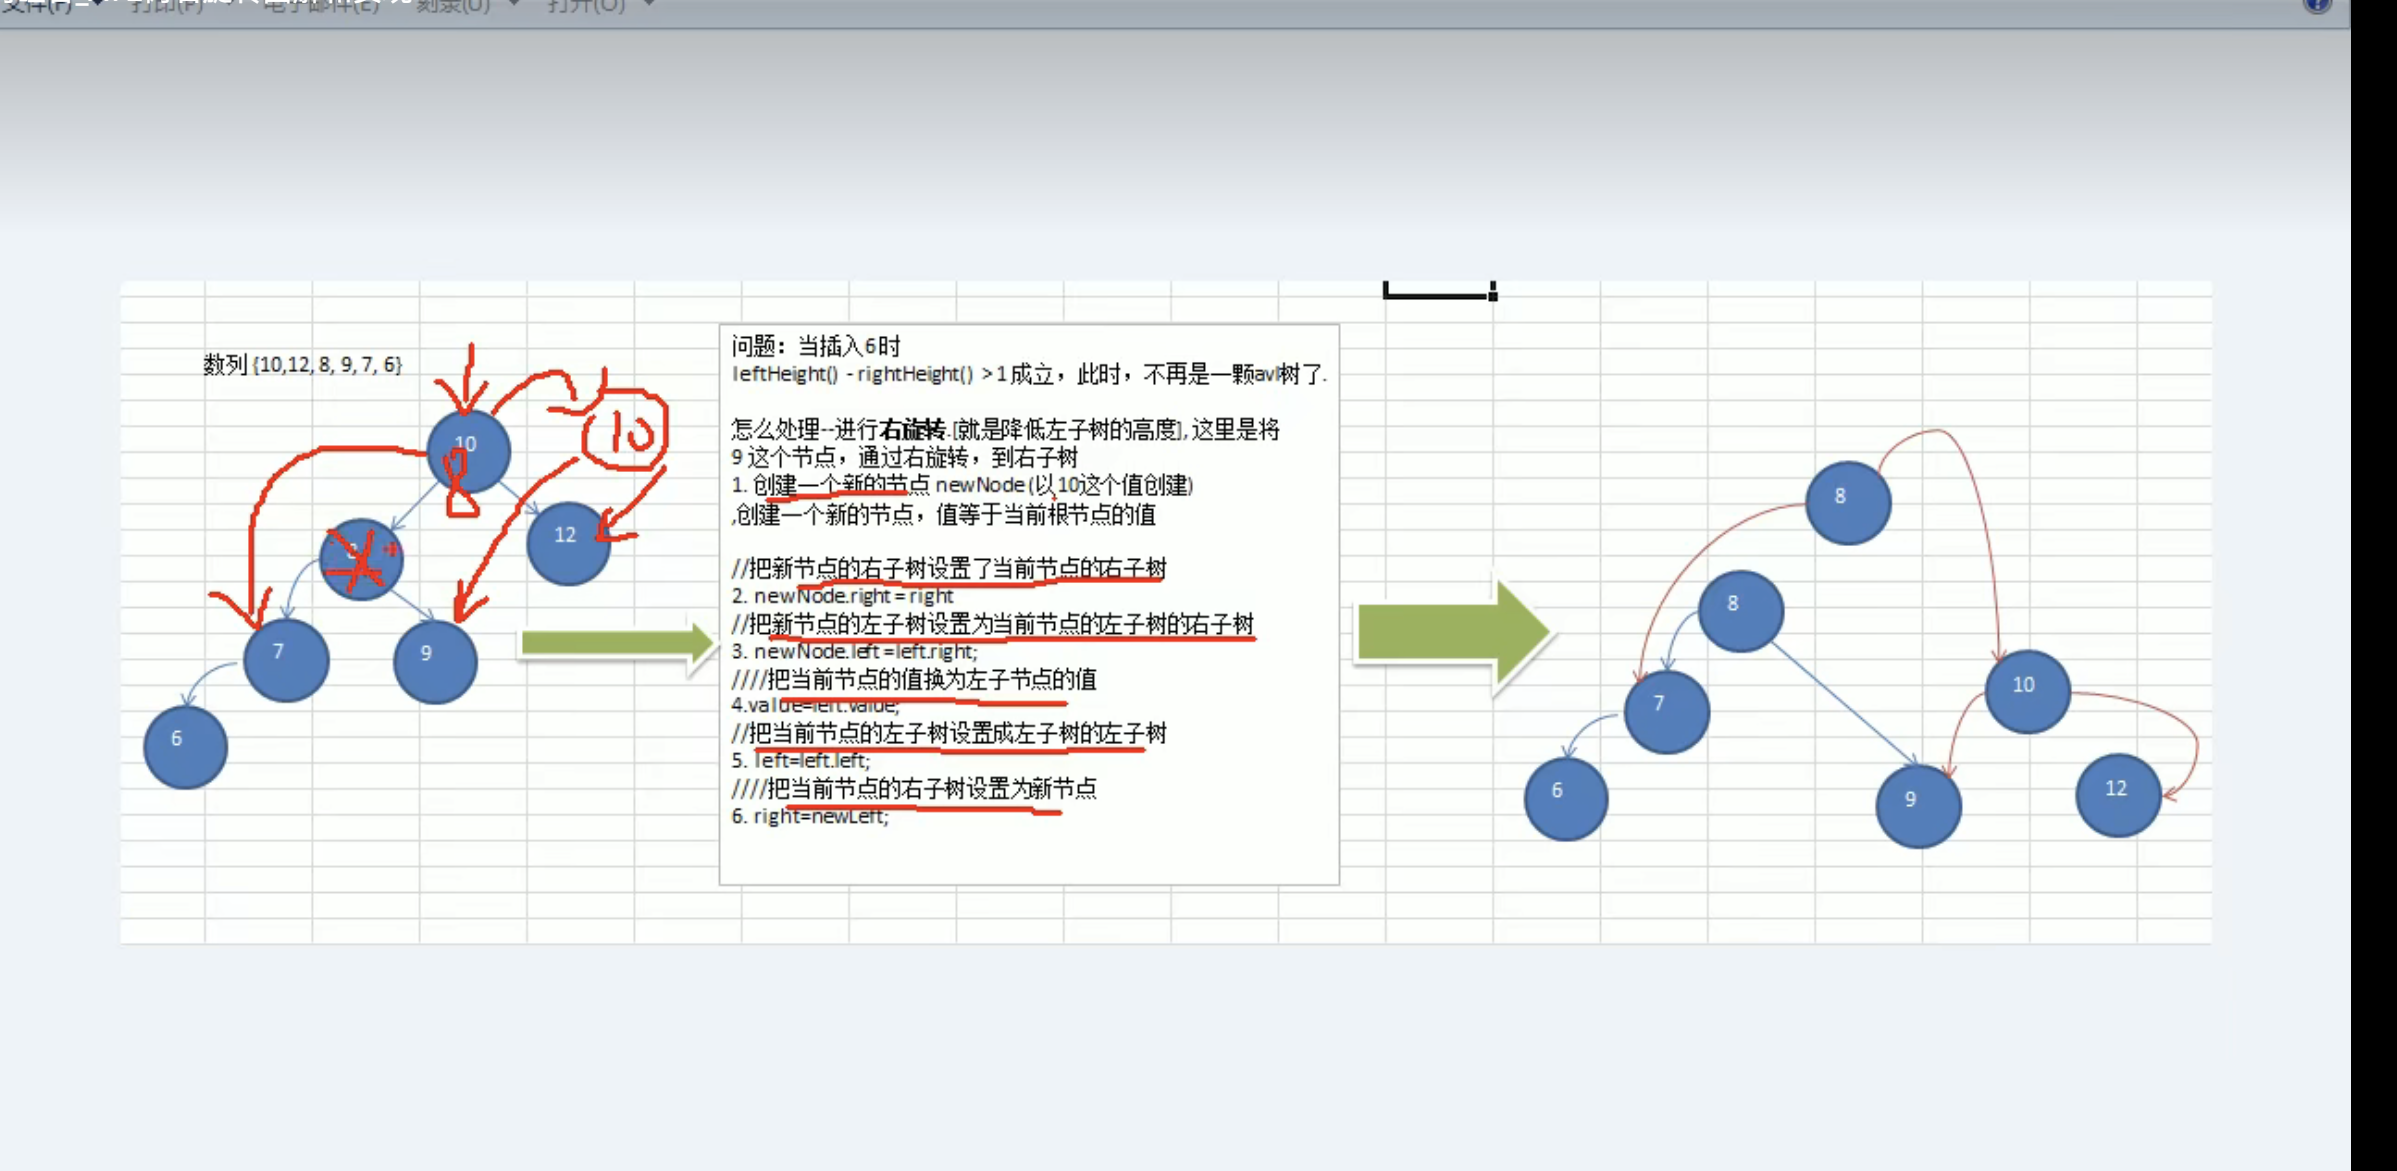 文件(F)
打印(P)
电子邮件(E)
刻录(U)
打开(O)
数列 {10,12, 8, 9, 7, 6}
10
8
10
12
7
9
6
问题：当插入6时
leftHeight() - rightHeight() >1成立，此时，不再是一颗avl树了.
怎么处理--进行右旋转.[就是降低左子树的高度],这里是将
9 这个节点，通过右旋转，到右子树
1. 创建一个新的节点 newNode (以10这个值创建)
,创建一个新的节点，值等于当前根节点的值
//把新节点的右子树设置了当前节点的右子树
2. newNode.right = right
//把新节点的左子树设置为当前节点的左子树的右子树
3. newNode.left =left.right;
////把当前节点的值换为左子节点的值
4.value=left.value;
//把当前节点的左子树设置成左子树的左子树
5. left=left.left;
////把当前节点的右子树设置为新节点
6. right=newLeft;
8
8
7
10
6
9
12